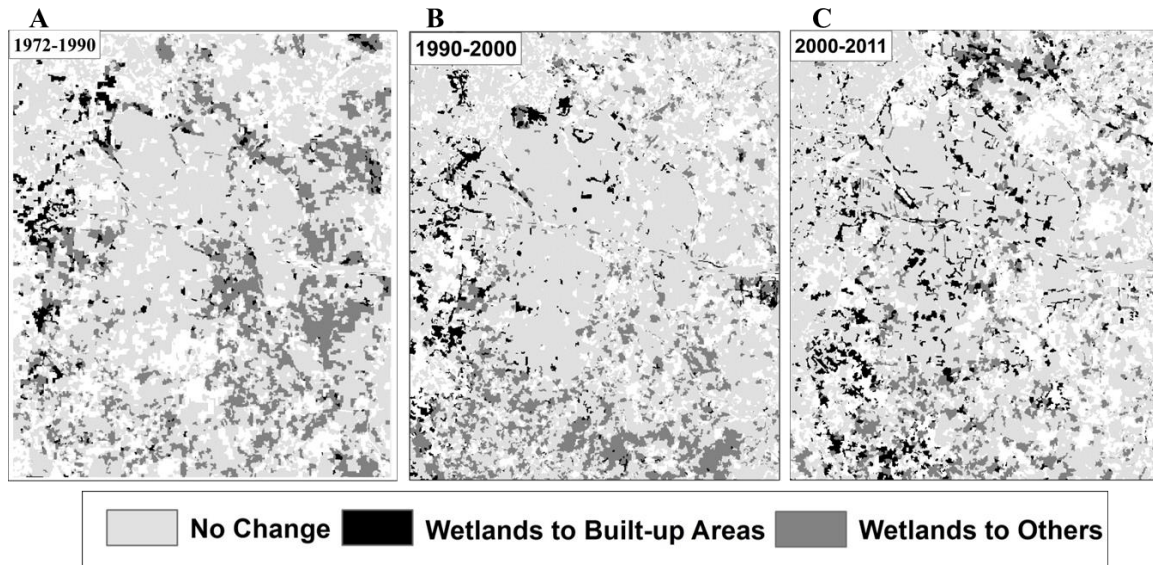 A B C
1972-1990 1990-2000 2000-2011
No Change Wetlands to Built-up Areas Wetlands to Others